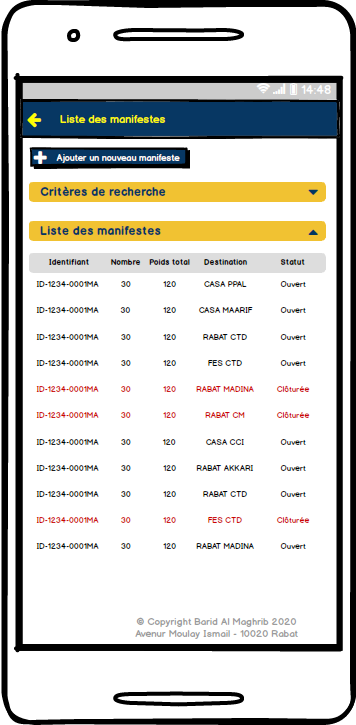 14:48
Liste des manifestes
Ajouter un nouveau manifeste
Critères de recherche
Liste des manifestes
Identifiant Nombre Poids total Destination Statut
ID-1234-0001MA 30 120 CASA PPAL Ouvert
ID-1234-0001MA 30 120 CASA MAARIF Ouvert
ID-1234-0001MA 30 120 RABAT CTD Ouvert
ID-1234-0001MA 30 120 FES CTD Ouvert
ID-1234-0001MA 30 120 RABAT MADINA Clôturée
ID-1234-0001MA 30 120 RABAT CM Clôturée
ID-1234-0001MA 30 120 CASA CCI Ouvert
ID-1234-0001MA 30 120 RABAT AKKARI Ouvert
ID-1234-0001MA 30 120 RABAT CTD Ouvert
ID-1234-0001MA 30 120 FES CTD Clôturée
ID-1234-0001MA 30 120 RABAT MADINA Ouvert
© Copyright Barid Al Maghrib 2020
Avenur Moulay Ismail - 10020 Rabat